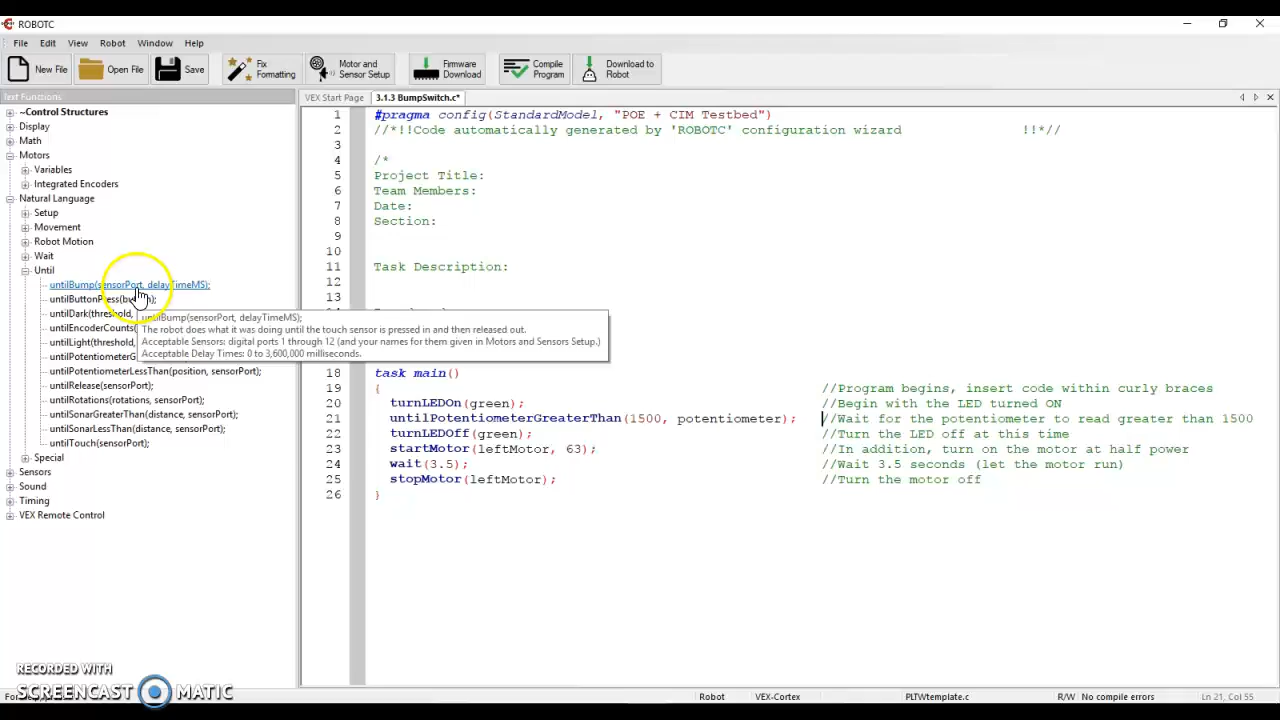 ROBOTC
File Edit View Robot Window Help
New File Open File Save Fix Formatting Motor and Sensor Setup Firmware Download Compile Program Download to Robot
Text Functions
~Control Structures
Display
Math
Motors
Variables
Integrated Encoders
Natural Language
Setup
Movement
Robot Motion
Wait
Until
untilBump(sensorPort, delayTimeMS);
untilButtonPress(button);
untilDark(threshold,
untilEncoderCounts(
untilLight(threshold,
untilPotentiometerG
untilPotentiometerLessThan(position, sensorPort);
untilRelease(sensorPort);
untilRotations(rotations, sensorPort);
untilSonarGreaterThan(distance, sensorPort);
untilSonarLessThan(distance, sensorPort);
untilTouch(sensorPort);
Special
Sensors
Sound
Timing
VEX Remote Control
untilBump(sensorPort, delayTimeMS);
The robot does what it was doing until the touch sensor is pressed in and then released out.
Acceptable Sensors: digital ports 1 through 12 (and your names for them given in Motors and Sensors Setup.)
Acceptable Delay Times: 0 to 3,600,000 milliseconds.
VEX Start Page 3.1.3 BumpSwitch.c*
1 #pragma config(StandardModel, "POE + CIM Testbed")
2 //*!!Code automatically generated by 'ROBOTC' configuration wizard !!*//
3
4 /*
5 Project Title:
6 Team Members:
7 Date:
8 Section:
9
10
11 Task Description:
12
13
18 task main()
19 { //Program begins, insert code within curly braces
20 turnLEDOn(green); //Begin with the LED turned ON
21 untilPotentiometerGreaterThan(1500, potentiometer); //Wait for the potentiometer to read greater than 1500
22 turnLEDOff(green); //Turn the LED off at this time
23 startMotor(leftMotor, 63); //In addition, turn on the motor at half power
24 wait(3.5); //Wait 3.5 seconds (let the motor run)
25 stopMotor(leftMotor); //Turn the motor off
26 }
RECORDED WITH
SCREENCAST MATIC
Robot VEX-Cortex PLTWtemplate.c R/W No compile errors Ln 21, Col 55